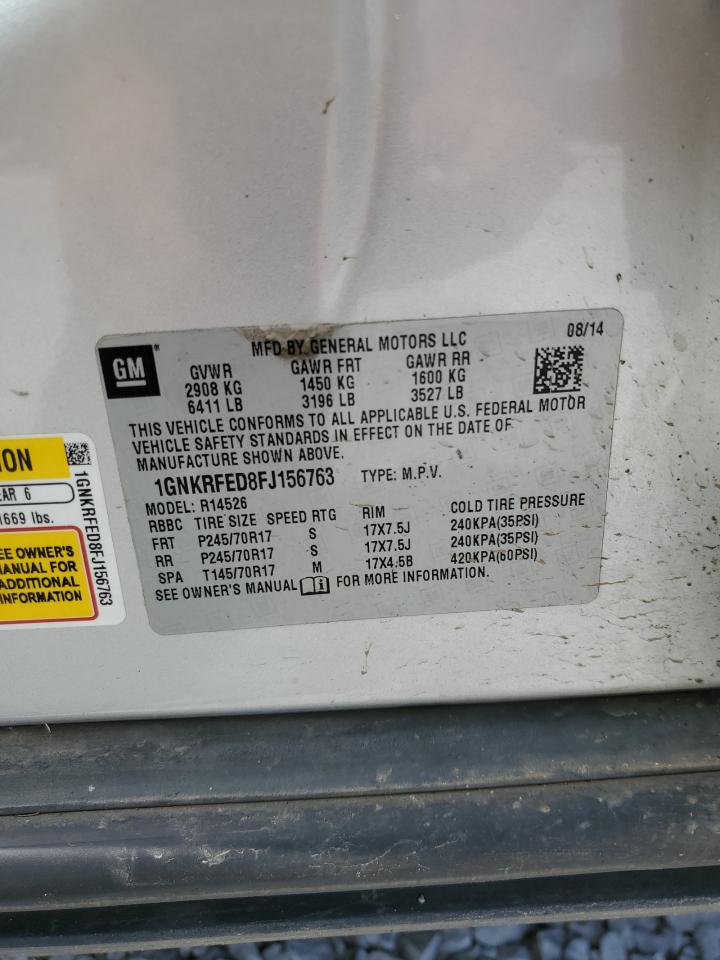 MFD BY GENERAL MOTORS LLC 08/14
GM®
GVWR GAWR FRT GAWR RR
2908 KG 1450 KG 1600 KG
6411 LB 3196 LB 3527 LB
THIS VEHICLE CONFORMS TO ALL APPLICABLE U.S. FEDERAL MOTOR
VEHICLE SAFETY STANDARDS IN EFFECT ON THE DATE OF
MANUFACTURE SHOWN ABOVE.
1GNKRFED8FJ156763 TYPE: M.P.V.
MODEL: R14526
RBBC TIRE SIZE SPEED RTG RIM COLD TIRE PRESSURE
FRT P245/70R17 S 17X7.5J 240KPA(35PSI)
RR P245/70R17 S 17X7.5J 240KPA(35PSI)
SPA T145/70R17 M 17X4.5B 420KPA(60PSI)
SEE OWNER'S MANUAL i FOR MORE INFORMATION.
ION
EAR 6
1669 lbs.
EE OWNER'S
MANUAL FOR
ADDITIONAL
INFORMATION
1GNKRFED8FJ156763